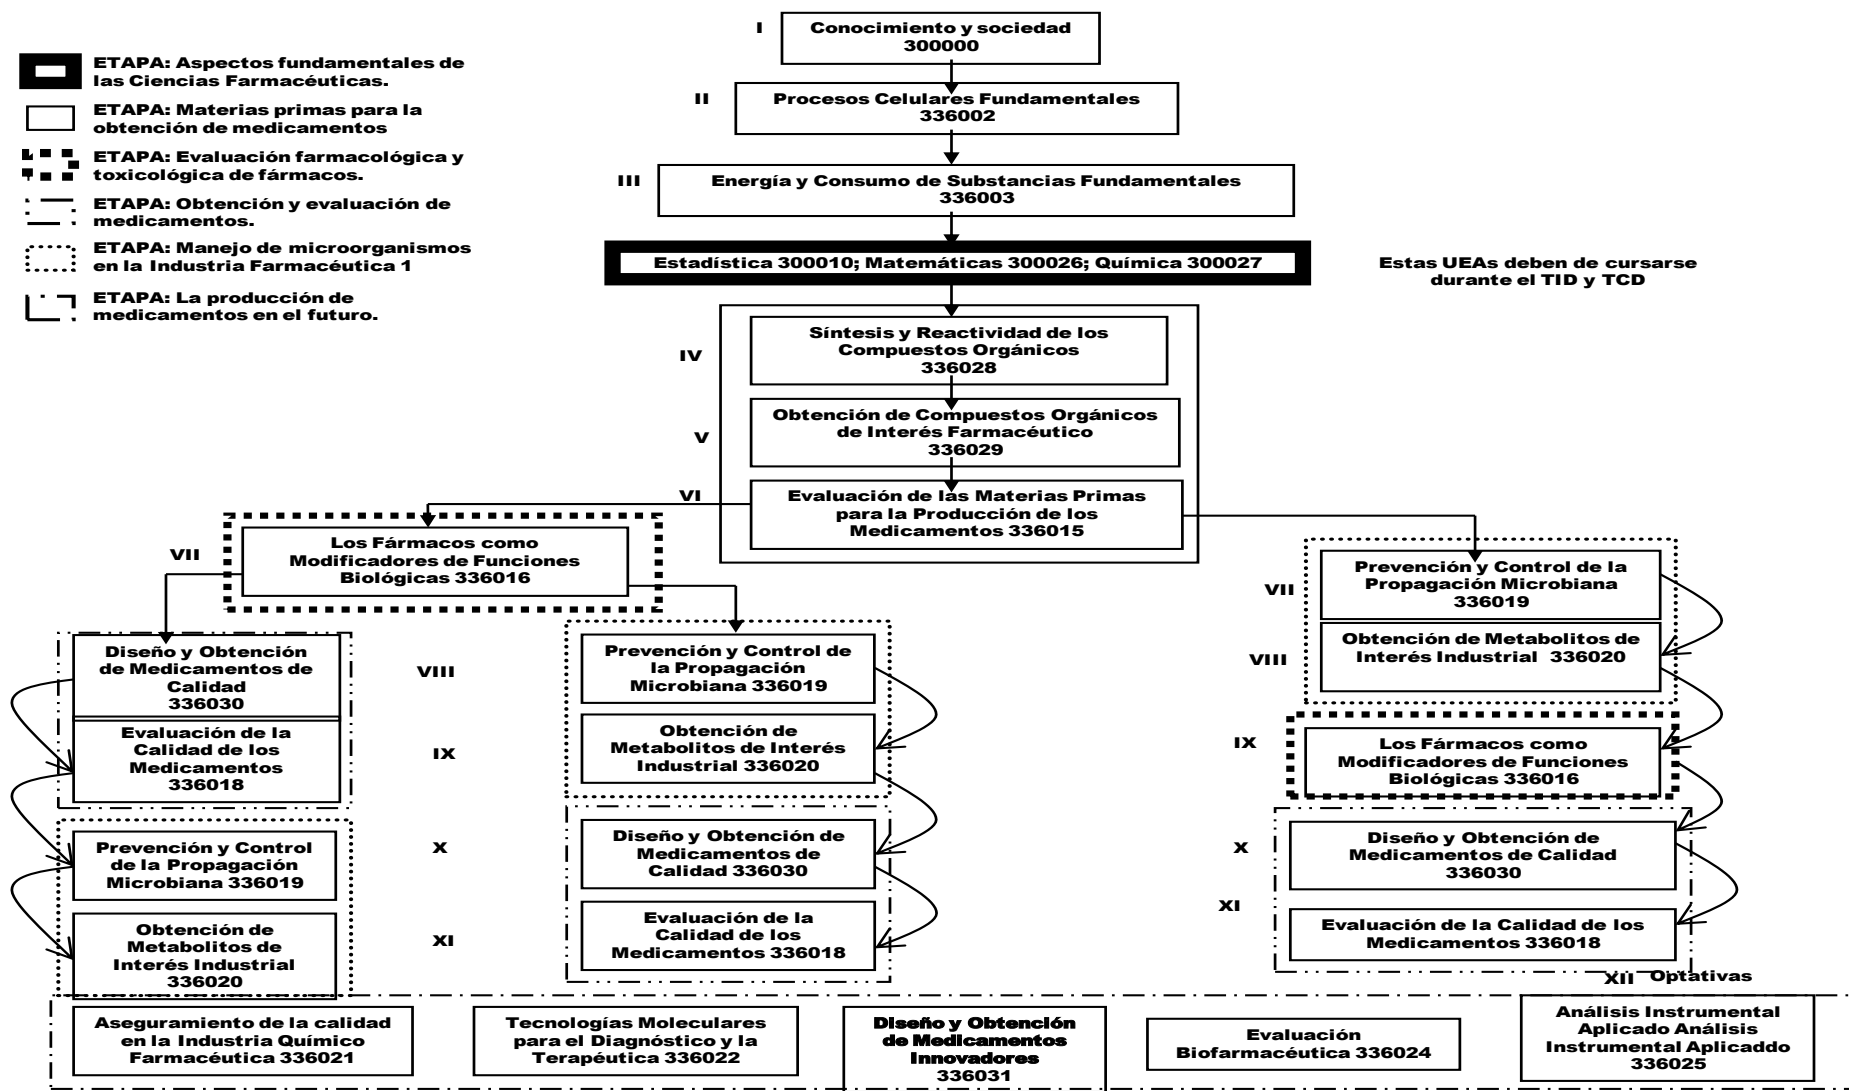 I
Conocimiento y sociedad
300000
ETAPA: Aspectos fundamentales de
las Ciencias Farmacéuticas.
ETAPA: Materias primas para la
obtención de medicamentos
ETAPA: Evaluación farmacológica y
toxicológica de fármacos.
ETAPA: Obtención y evaluación de
medicamentos.
ETAPA: Manejo de microorganismos
en la Industria Farmacéutica 1
ETAPA: La producción de
medicamentos en el futuro.
II
Procesos Celulares Fundamentales
336002
III
Energía y Consumo de Substancias Fundamentales
336003
Estadística 300010; Matemáticas 300026; Química 300027
Estas UEAs deben de cursarse
durante el TID y TCD
IV
Síntesis y Reactividad de los
Compuestos Orgánicos
336028
V
Obtención de Compuestos Orgánicos
de Interés Farmacéutico
336029
VI
Evaluación de las Materias Primas
para la Producción de los
Medicamentos 336015
VII
Los Fármacos como
Modificadores de Funciones
Biológicas 336016
Diseño y Obtención
de Medicamentos de
Calidad
336030
Evaluación de la
Calidad de los
Medicamentos
336018
Prevención y Control
de la Propagación
Microbiana 336019
Obtención de
Metabolitos de
Interés Industrial
336020
VIII
IX
X
XI
Prevención y Control de
la Propagación
Microbiana 336019
Obtención de
Metabolitos de Interés
Industrial 336020
Diseño y Obtención de
Medicamentos de
Calidad 336030
Evaluación de la
Calidad de los
Medicamentos 336018
VII
Prevención y Control de la
Propagación Microbiana
336019
VIII
Obtención de Metabolitos de
Interés Industrial 336020
IX
Los Fármacos como
Modificadores de Funciones
Biológicas 336016
X
Diseño y Obtención de
Medicamentos de Calidad
336030
XI
Evaluación de la Calidad de los
Medicamentos 336018
XII Optativas
Aseguramiento de la calidad
en la Industria Químico
Farmacéutica 336021
Tecnologías Moleculares
para el Diagnóstico y la
Terapéutica 336022
Diseño y Obtención
de Medicamentos
Innovadores
336031
Evaluación
Biofarmacéutica 336024
Análisis Instrumental
Aplicado Análisis
Instrumental Aplicaddo
336025